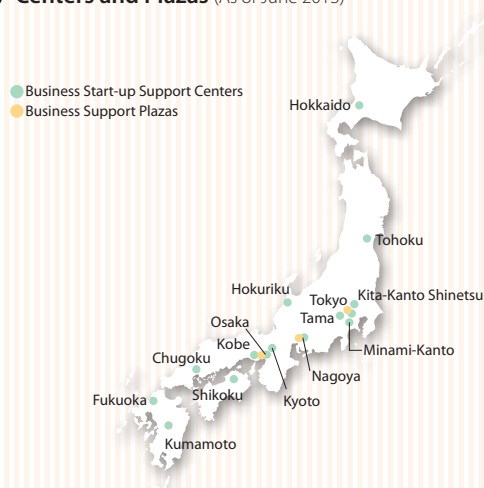 Centers and Plazas (As of June 2015)
Business Start-up Support Centers
Business Support Plazas
Hokkaido
Tohoku
Hokuriku
Tokyo
Kita-Kanto Shinetsu
Tama
Osaka
Kobe
Minami-Kanto
Chugoku
Nagoya
Fukuoka
Shikoku
Kyoto
Kumamoto